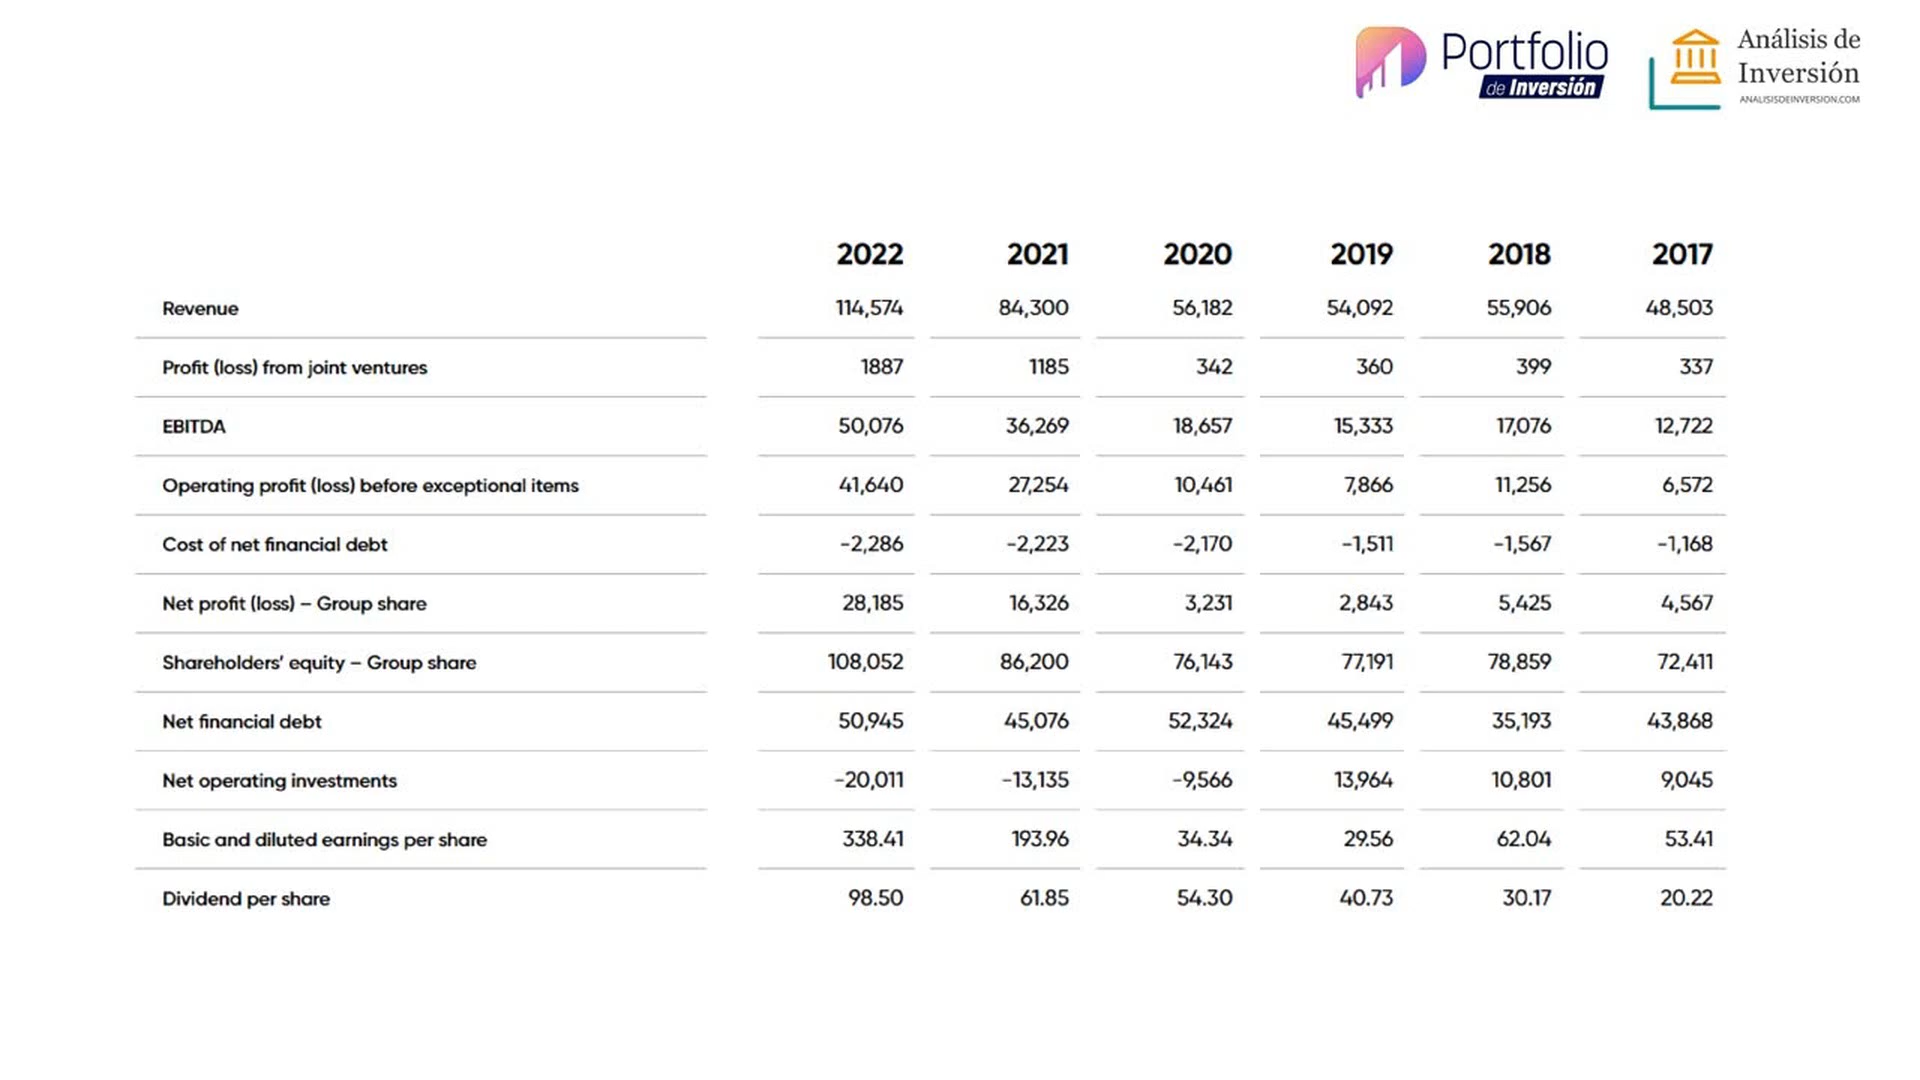 Portfolio
de Inversión
Análisis de
Inversión
ANALISISDEINVERSION.COM
2022 2021 2020 2019 2018 2017
Revenue 114,574 84,300 56,182 54,092 55,906 48,503
Profit (loss) from joint ventures 1887 1185 342 360 399 337
EBITDA 50,076 36,269 18,657 15,333 17,076 12,722
Operating profit (loss) before exceptional items 41,640 27,254 10,461 7,866 11,256 6,572
Cost of net financial debt -2,286 -2,223 -2,170 -1,511 -1,567 -1,168
Net profit (loss) – Group share 28,185 16,326 3,231 2,843 5,425 4,567
Shareholders' equity – Group share 108,052 86,200 76,143 77,191 78,859 72,411
Net financial debt 50,945 45,076 52,324 45,499 35,193 43,868
Net operating investments -20,011 -13,135 -9,566 13,964 10,801 9,045
Basic and diluted earnings per share 338.41 193.96 34.34 29.56 62.04 53.41
Dividend per share 98.50 61.85 54.30 40.73 30.17 20.22